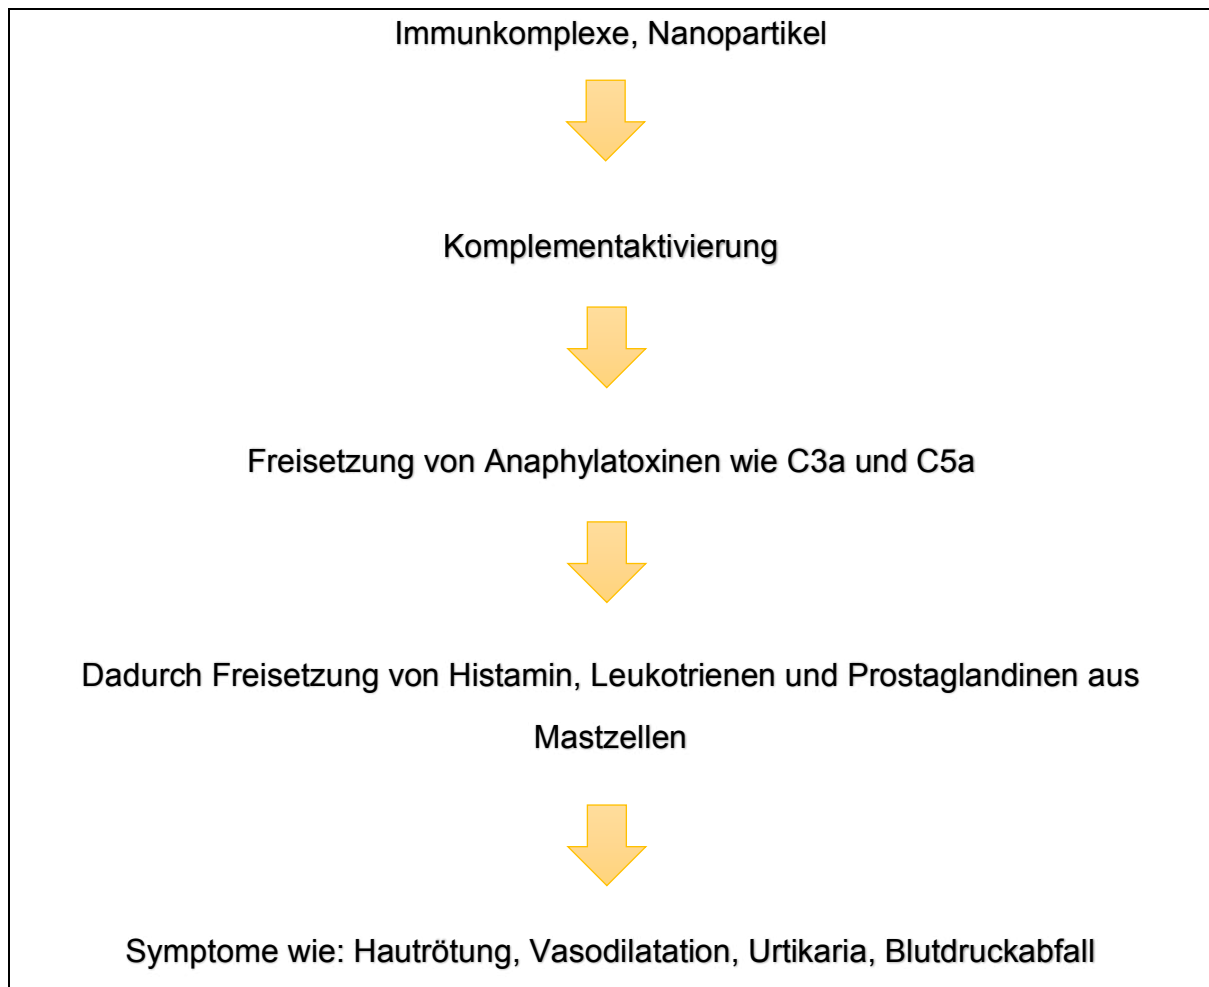 Immunkomplexe, Nanopartikel
Komplementaktivierung
Freisetzung von Anaphylatoxinen wie C3a und C5a
Dadurch Freisetzung von Histamin, Leukotrienen und Prostaglandinen aus
Mastzellen
Symptome wie: Hautrötung, Vasodilatation, Urtikaria, Blutdruckabfall